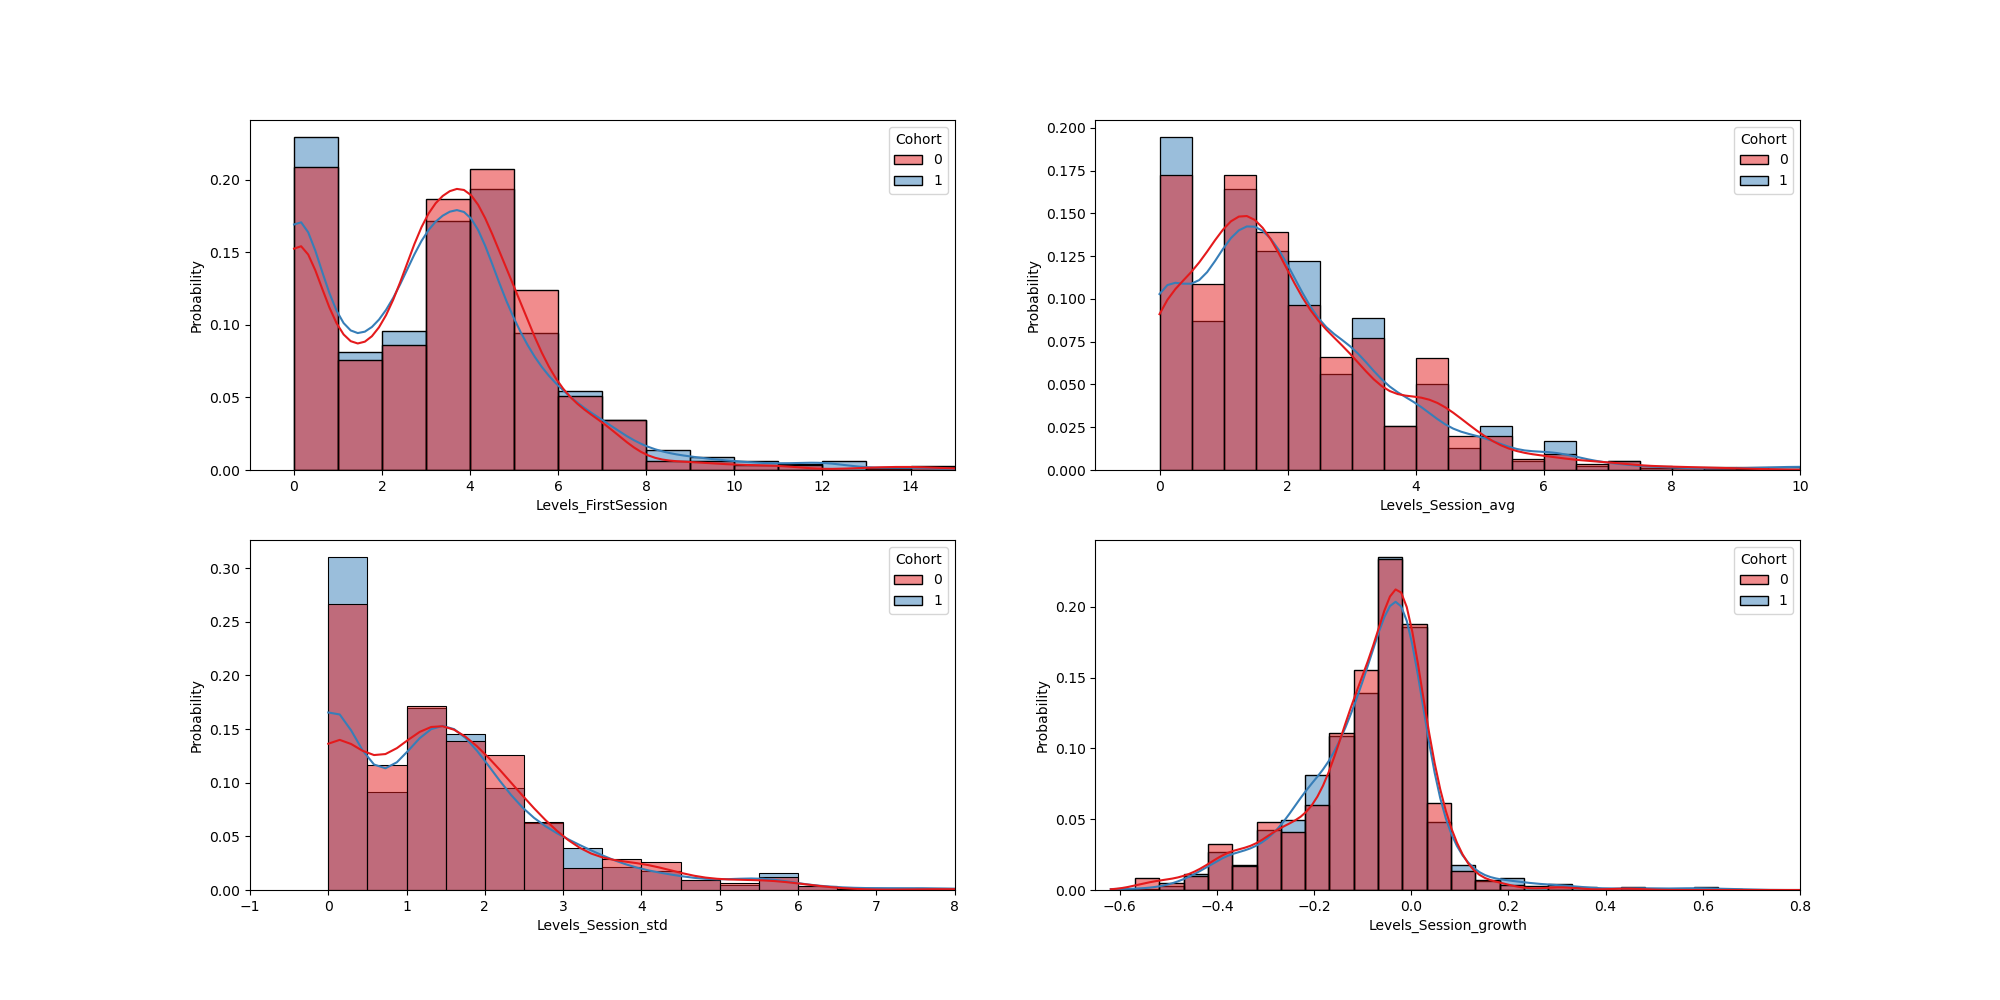 Cohort
0
1
0.20
0.15
0.10
0.05
0.00
Probability
0 2 4 6 8 10 12 14
Levels_FirstSession
Cohort
0
1
0.200
0.175
0.150
0.125
0.100
0.075
0.050
0.025
0.000
Probability
0 2 4 6 8 10
Levels_Session_avg
Cohort
0
1
0.30
0.25
0.20
0.15
0.10
0.05
0.00
Probability
−1 0 1 2 3 4 5 6 7 8
Levels_Session_std
Cohort
0
1
0.20
0.15
0.10
0.05
0.00
Probability
−0.6 −0.4 −0.2 0.0 0.2 0.4 0.6 0.8
Levels_Session_growth